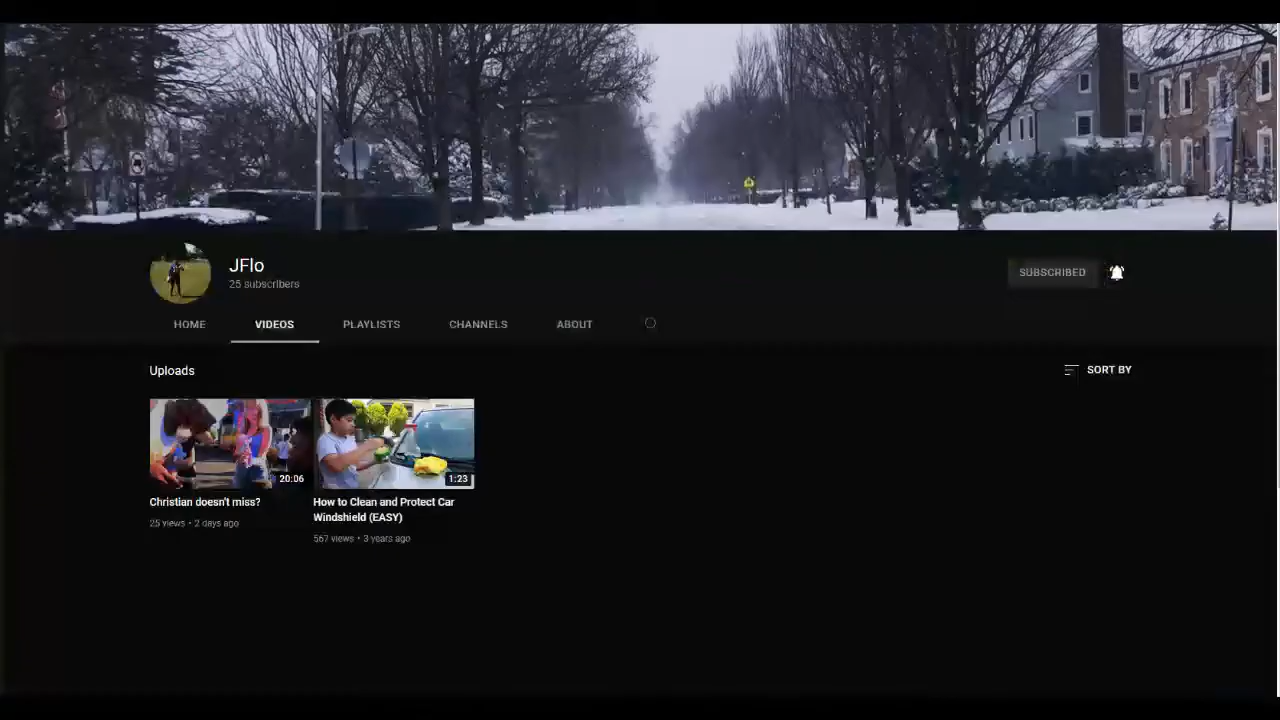 JFlo
25 subscribers
SUBSCRIBED
HOME VIDEOS PLAYLISTS CHANNELS ABOUT
Uploads
SORT BY
20:06
1:23
Christian doesn't miss?
25 views • 2 days ago
How to Clean and Protect Car
Windshield (EASY)
567 views • 3 years ago